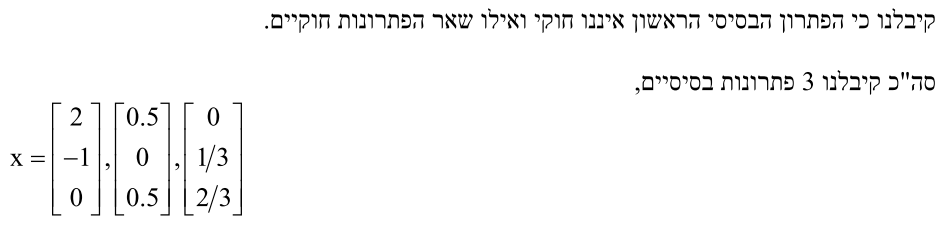 קיבלנו כי הפתרון הבסיסי הראשון איננו חוקי ואילו שאר הפתרונות חוקיים.
סה"כ קיבלנו 3 פתרונות בסיסיים,
x = [2, −1, 0], [0.5, 0, 0.5], [0, 1/3, 2/3]